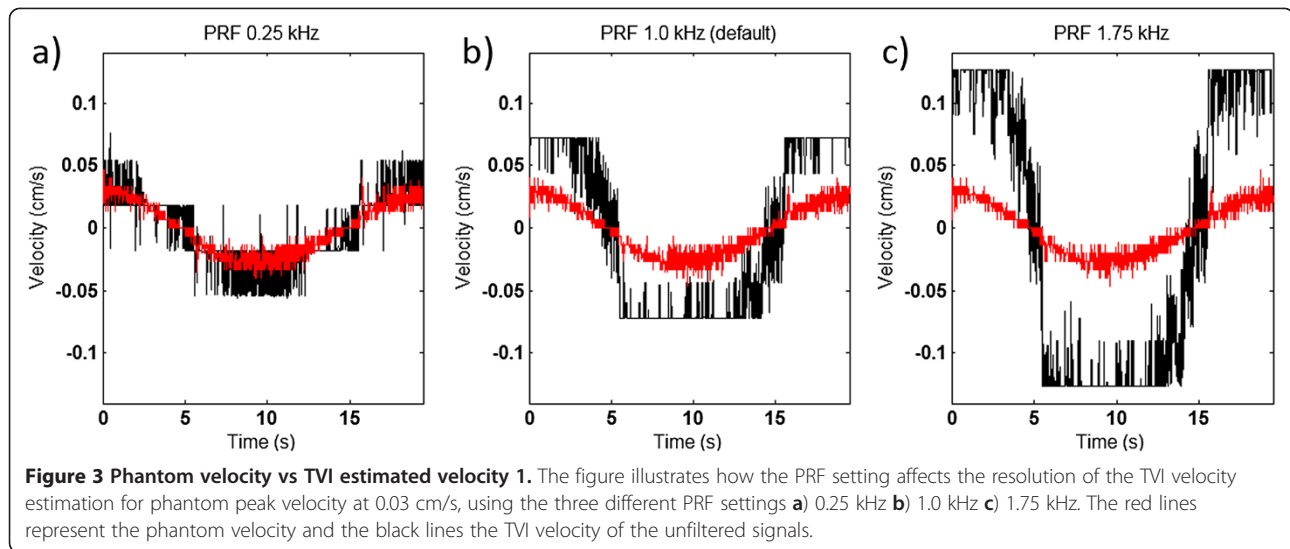 a) PRF 0.25 kHz
b) PRF 1.0 kHz (default)
c) PRF 1.75 kHz
Velocity (cm/s)
0.1
0.05
0
-0.05
-0.1
0 5 10 15
Time (s)
Velocity (cm/s)
0.1
0.05
0
-0.05
-0.1
0 5 10 15
Time (s)
Velocity (cm/s)
0.1
0.05
0
-0.05
-0.1
0 5 10 15
Time (s)
Figure 3 Phantom velocity vs TVI estimated velocity 1. The figure illustrates how the PRF setting affects the resolution of the TVI velocity
estimation for phantom peak velocity at 0.03 cm/s, using the three different PRF settings a) 0.25 kHz b) 1.0 kHz c) 1.75 kHz. The red lines
represent the phantom velocity and the black lines the TVI velocity of the unfiltered signals.